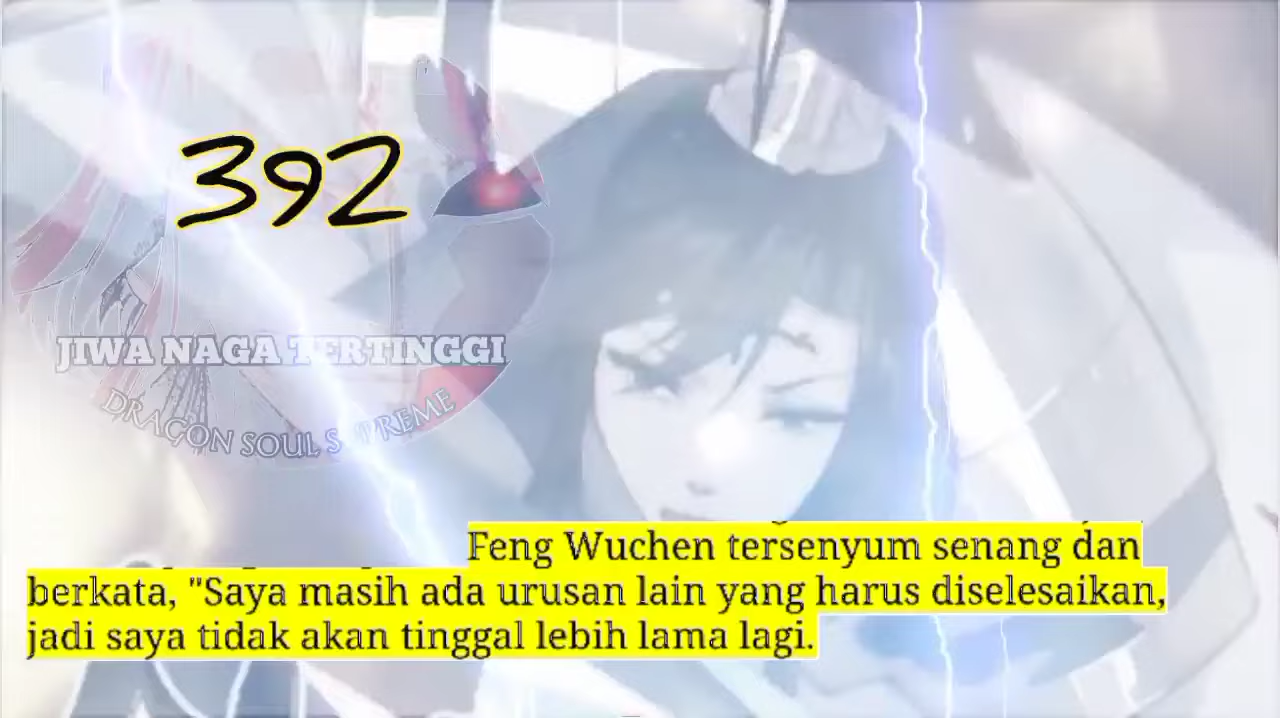 392
JIWA NAGA TERTINGGI
DRAGON SOUL SUPREME
Feng Wuchen tersenyum senang dan
berkata, "Saya masih ada urusan lain yang harus diselesaikan,
jadi saya tidak akan tinggal lebih lama lagi.